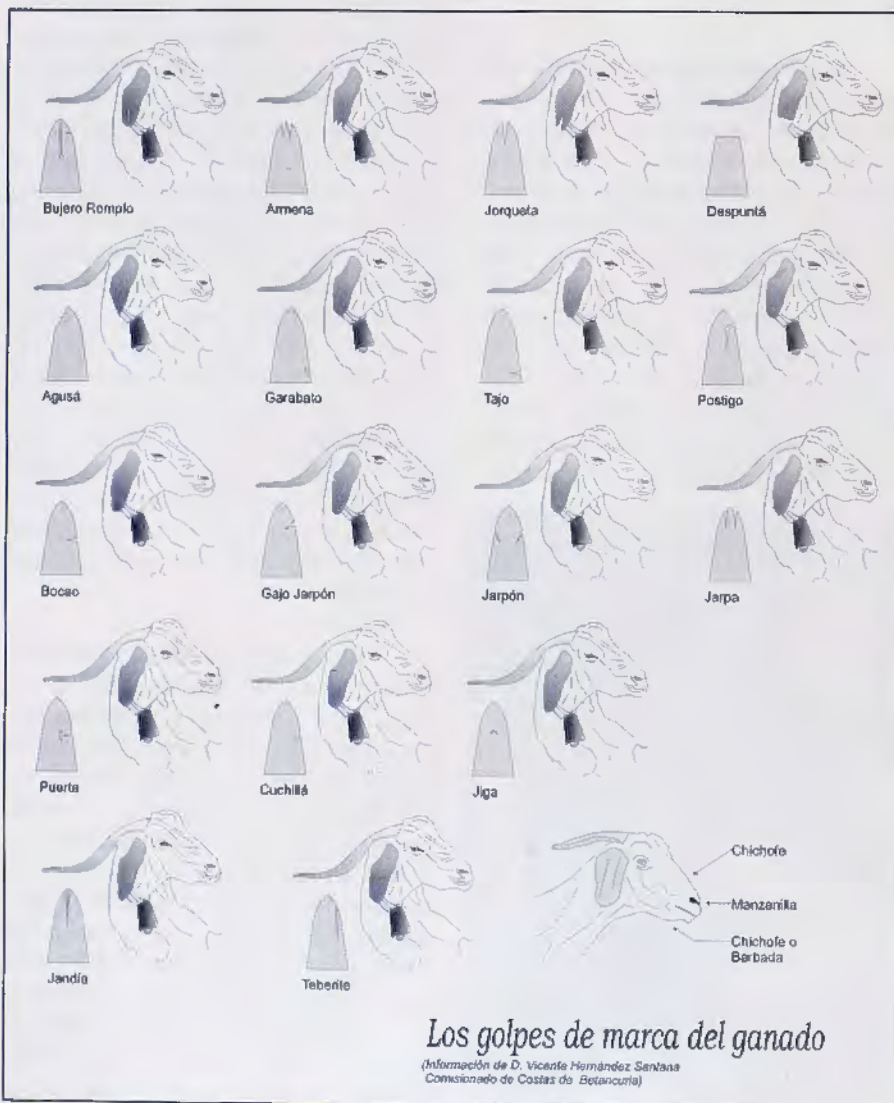 Bujero Romplo
Armena
Jorqueta
Despuntá
Agusá
Garabato
Tajo
Postigo
Bocao
Gajo Jarpón
Jarpón
Jarpa
Puerta
Cuchillá
Jiga
Jandía
Teberite
Chichofe
Manzanilla
Chichofe o
Barbada
Los golpes de marca del ganado
(Información de D. Vicente Hernández Santana
Comisionado de Costas de Betancuria)